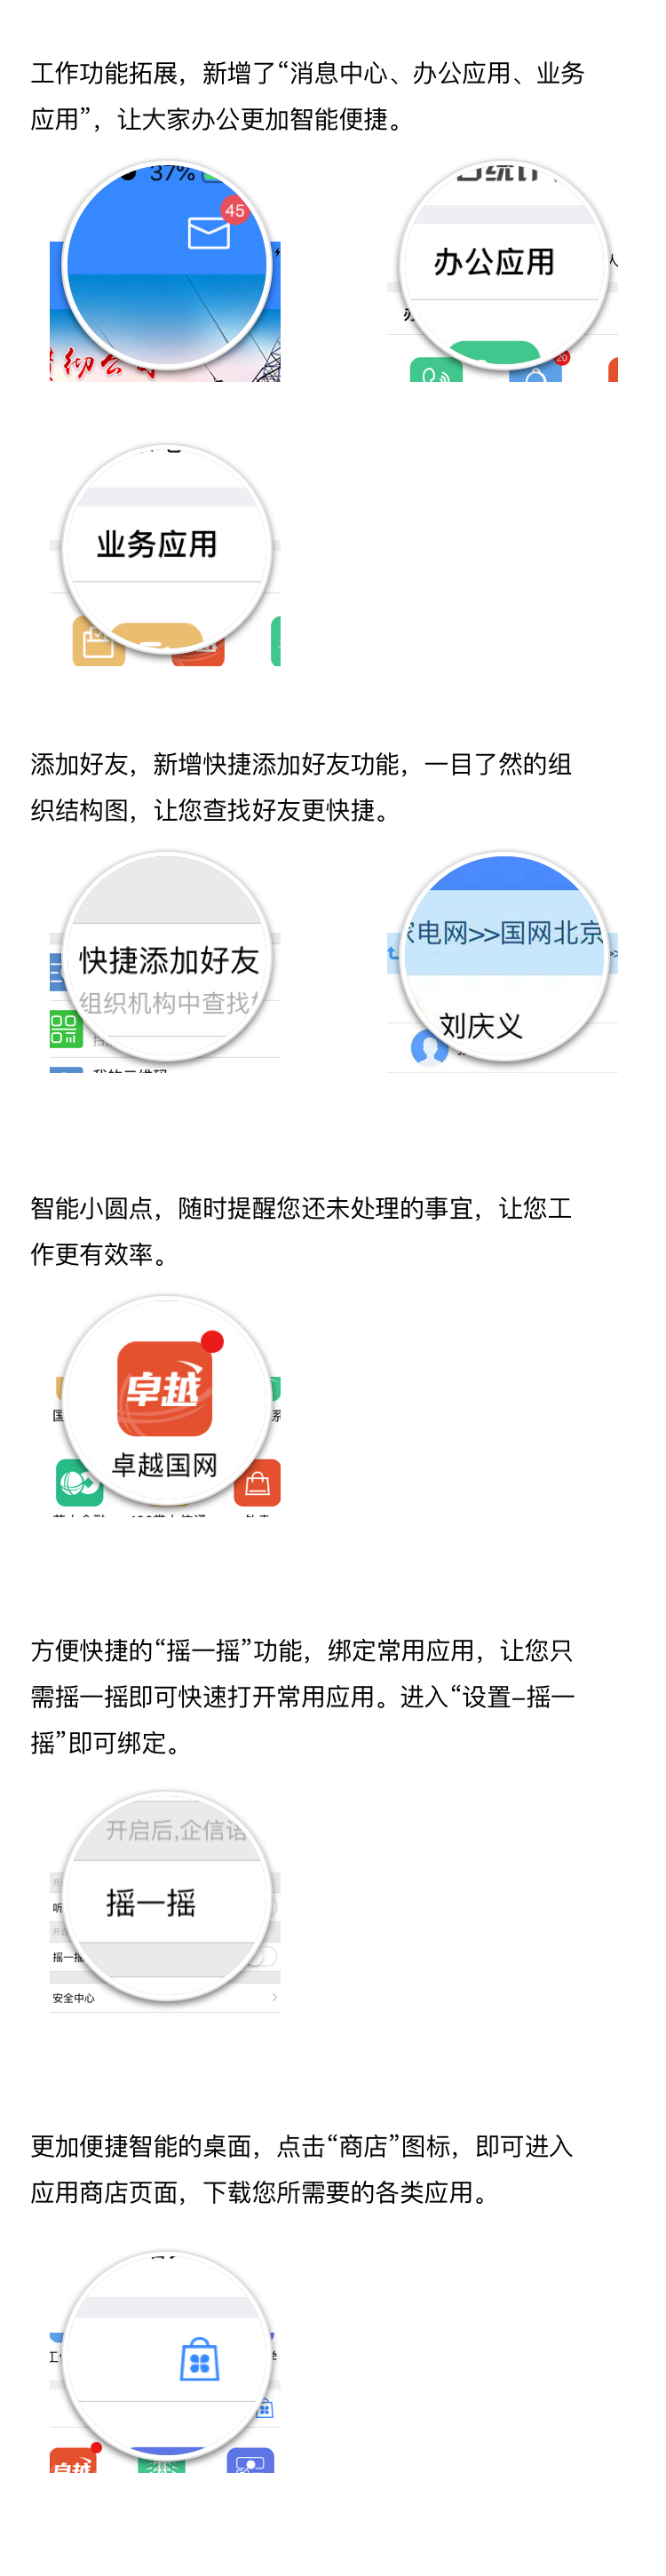 工作功能拓展，新增了“消息中心、办公应用、业务
应用”，让大家办公更加智能便捷。
37%
45
办公应用
20
业务应用
添加好友，新增快捷添加好友功能，一目了然的组
织结构图，让您查找好友更快捷。
快捷添加好友
组织机构中查找
家电网>>国网北京
刘庆义
智能小圆点，随时提醒您还未处理的事宜，让您工
作更有效率。
卓越
卓越国网
方便快捷的“摇一摇”功能，绑定常用应用，让您只
需摇一摇即可快速打开常用应用。进入“设置-摇一
摇”即可绑定。
开启后,企信语
摇一摇
听
摇一摇
安全中心
更加便捷智能的桌面，点击“商店”图标，即可进入
应用商店页面，下载您所需要的各类应用。
卓越